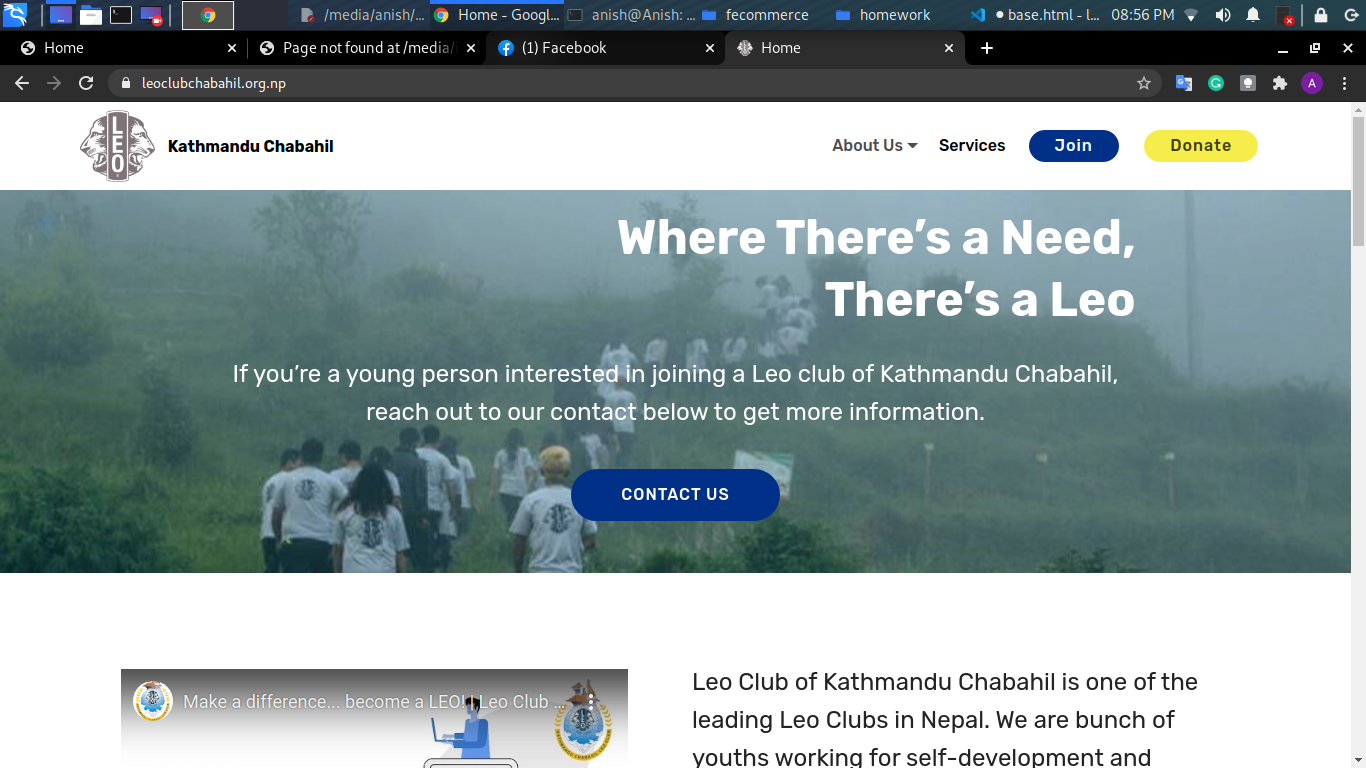 /media/anish/...
Home - Googl...
anish@Anish: ...
fecommerce
homework
● base.html - l...
08:56 PM
Home
Page not found at /media/i
(1) Facebook
Home
leoclubchabahil.org.np
A
LEO
Kathmandu Chabahil
About Us
Services
Join
Donate
Where There’s a Need,
There’s a Leo
If you’re a young person interested in joining a Leo club of Kathmandu Chabahil,
reach out to our contact below to get more information.
CONTACT US
Make a difference... become a LEO! | Leo Club ...
Leo Club of Kathmandu Chabahil is one of the
leading Leo Clubs in Nepal. We are bunch of
youths working for self-development and